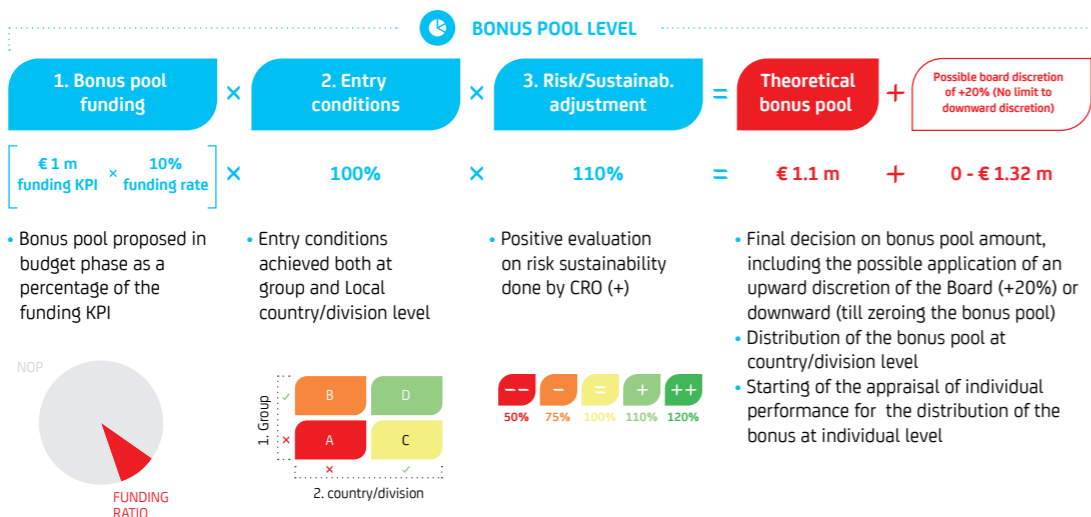 BONUS POOL LEVEL
1. Bonus pool
funding
×
2. Entry
conditions
×
3. Risk/Sustainab.
adjustment
=
Theoretical
bonus pool
+
Possible board discretion
of +20% (No limit to
downward discretion)
€ 1 m
funding KPI
×
10%
funding rate
×
100%
×
110%
=
€ 1.1 m
+
0 - € 1.32 m
• Bonus pool proposed in
budget phase as a
percentage of the
funding KPI
• Entry conditions
achieved both at
group and Local
country/division level
• Positive evaluation
on risk sustainability
done by CRO (+)
• Final decision on bonus pool amount,
including the possible application of an
upward discretion of the Board (+20%) or
downward (till zeroing the bonus pool)
• Distribution of the bonus pool at
country/division level
• Starting of the appraisal of individual
performance for the distribution of the
bonus at individual level
NOP
FUNDING
RATIO
1. Group
B
D
A
C
2. country/division
-- - = + ++
50% 75% 100% 110% 120%